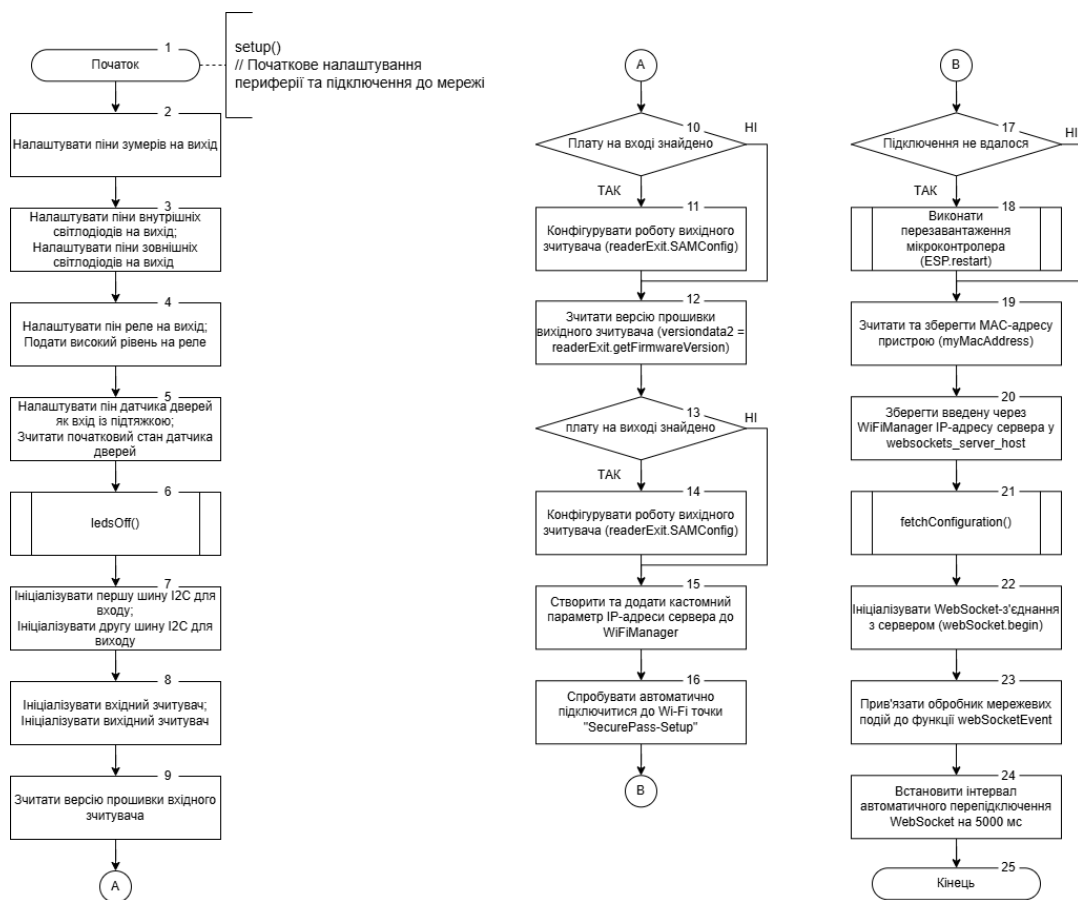 1
Початок
setup()
// Початкове налаштування
периферії та підключення до мережі
2
Налаштувати піни зумерів на вихід
3
Налаштувати піни внутрішніх
світлодіодів на вихід;
Налаштувати піни зовнішніх
світлодіодів на вихід
4
Налаштувати пін реле на вихід;
Подати високий рівень на реле
5
Налаштувати пін датчика дверей
як вхід із підтяжкою;
Зчитати початковий стан датчика
дверей
6
ledsOff()
7
Ініціалізувати першу шину I2C для
входу;
Ініціалізувати другу шину I2C для
виходу
8
Ініціалізувати вхідний зчитувач;
Ініціалізувати вихідний зчитувач
9
Зчитати версію прошивки вхідного
зчитувача
A
A
10
НІ
Плату на вході знайдено
ТАК
11
Конфігурувати роботу вихідного
зчитувача (readerExit.SAMConfig)
12
Зчитати версію прошивки
вихідного зчитувача (versiondata2 =
readerExit.getFirmwareVersion)
13
НІ
плату на виході знайдено
ТАК
14
Конфігурувати роботу вихідного
зчитувача (readerExit.SAMConfig)
15
Створити та додати кастомний
параметр IP-адреси сервера до
WiFiManager
16
Спробувати автоматично
підключитися до Wi-Fi точки
"SecurePass-Setup"
B
B
17
НІ
Підключення не вдалося
ТАК
18
Виконати
перезавантаження
мікроконтролера
(ESP.restart)
19
Зчитати та зберегти MAC-адресу
пристрою (myMacAddress)
20
Зберегти введену через
WiFiManager IP-адресу сервера у
websockets_server_host
21
fetchConfiguration()
22
Ініціалізувати WebSocket-з'єднання
з сервером (webSocket.begin)
23
Прив'язати обробник мережевих
подій до функції webSocketEvent
24
Встановити інтервал
автоматичного перепідключення
WebSocket на 5000 мс
25
Кінець